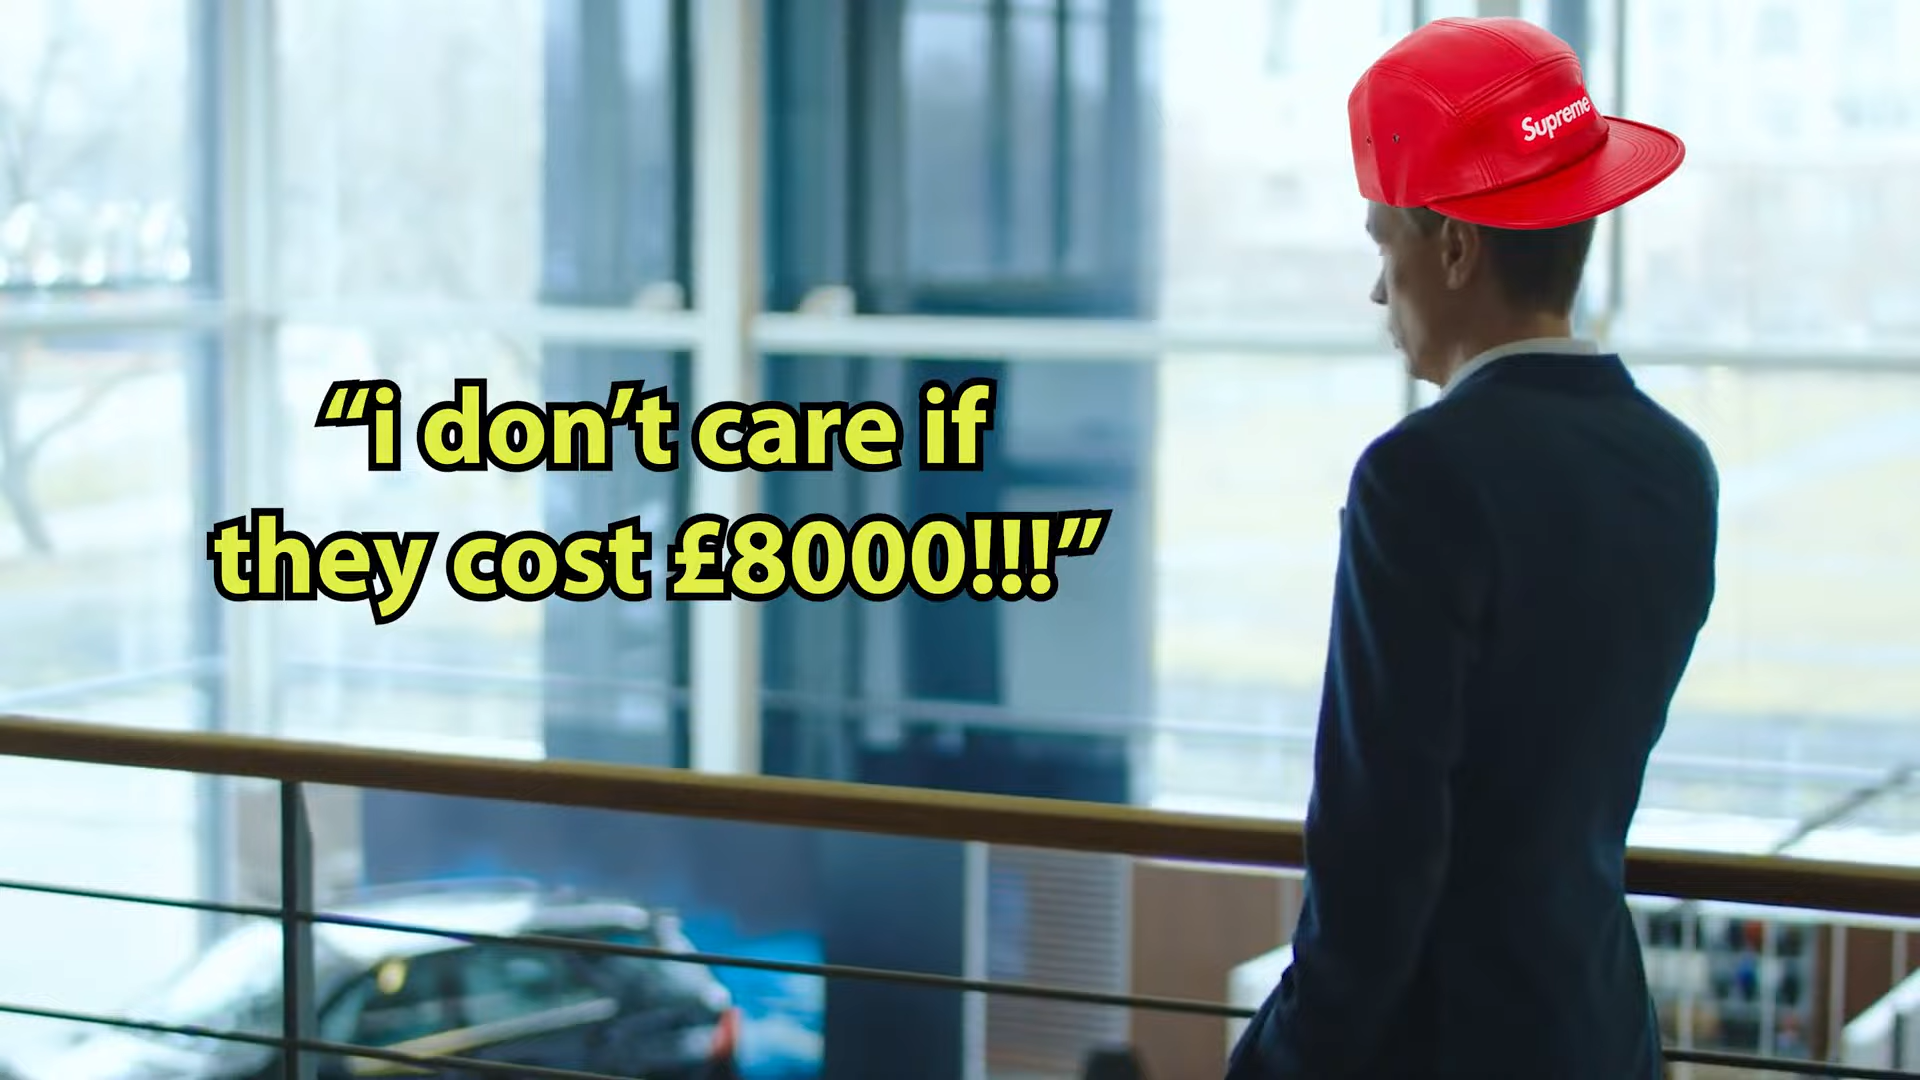 Supreme
“i don’t care if
they cost £8000!!!”